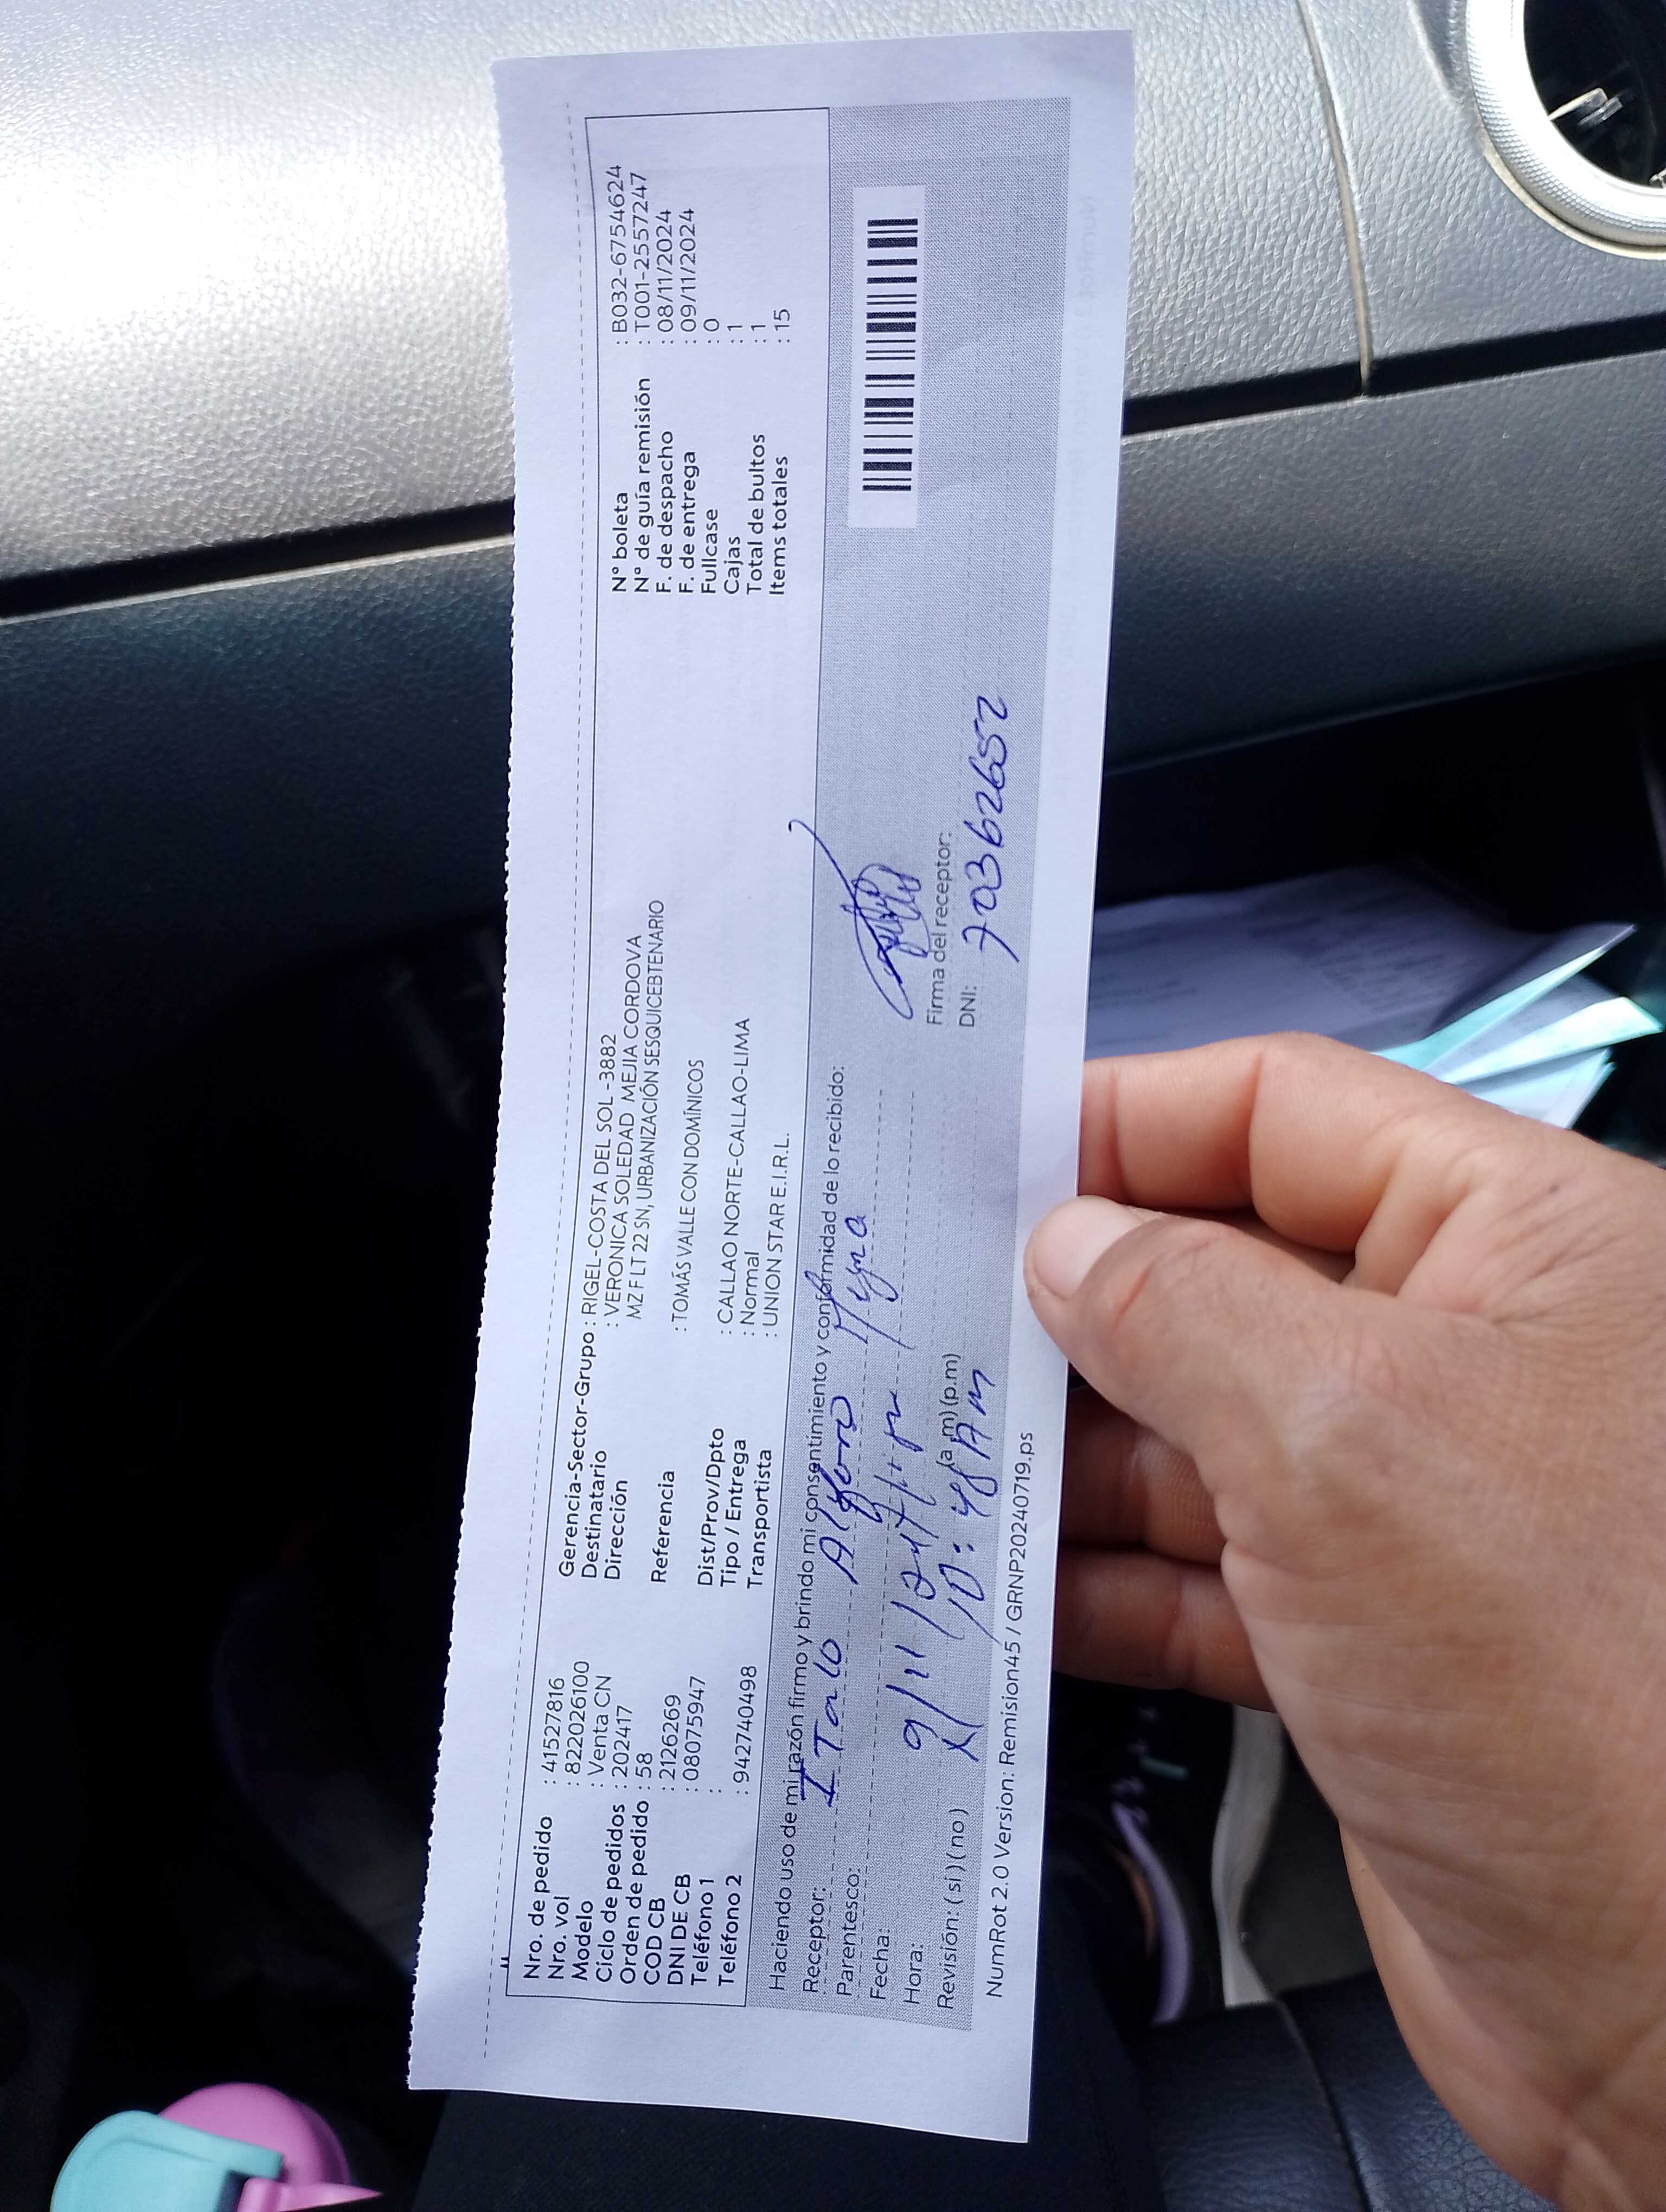 Nro. de pedido : 41527816
Nro. vol : 822026100
Modelo : Venta CN
Ciclo de pedidos : 202417
Orden de pedido : 58
COD CB : 2126269
DNI DE CB : 08075947
Teléfono 1 :
Teléfono 2 : 942740498
Gerencia-Sector-Grupo : RIGEL-COSTA DEL SOL -3882
Destinatario : VERONICA SOLEDAD MEJIA CORDOVA
Dirección MZ F LT 22 SN, URBANIZACIÓN SESQUICEBTENARIO
Referencia : TOMÁS VALLE CON DOMÍNICOS
Dist/Prov/Dpto : CALLAO NORTE-CALLAO-LIMA
Tipo / Entrega : Normal
Transportista : UNION STAR E.I.R.L.
N° boleta : B032-6754624
N° de guía remisión : T001-2557247
F. de despacho : 08/11/2024
F. de entrega : 09/11/2024
Fullcase : 0
Cajas : 1
Total de bultos : 1
Items totales : 15
Haciendo uso de mi razón firmo y brindo mi consentimiento y conformidad de lo recibido:
Receptor: ITalo Alfaro
Parentesco:
Fecha: 9/11/24
Hora: 10:48 AM (a.m) (p.m)
Revisión: ( si ) ( no )
Firma del receptor:
DNI: 70362652
NumRot 2.0 Version: Remision45 / GRNP20240719.ps